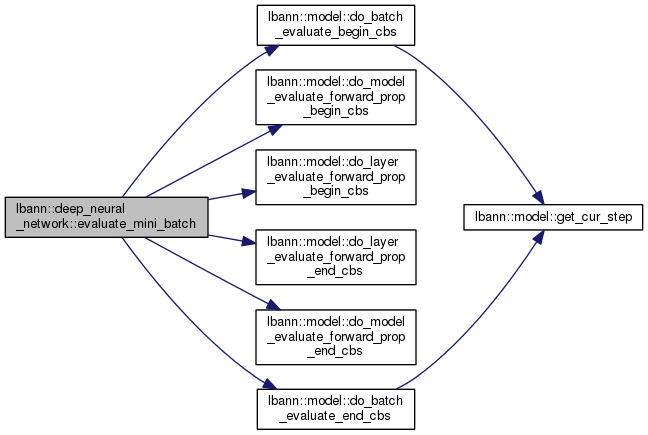 lbann::model::do_batch
_evaluate_begin_cbs
lbann::model::do_model
_evaluate_forward_prop
_begin_cbs
lbann::model::do_layer
_evaluate_forward_prop
_begin_cbs
lbann::deep_neural
_network::evaluate_mini_batch
lbann::model::get_cur_step
lbann::model::do_layer
_evaluate_forward_prop
_end_cbs
lbann::model::do_model
_evaluate_forward_prop
_end_cbs
lbann::model::do_batch
_evaluate_end_cbs